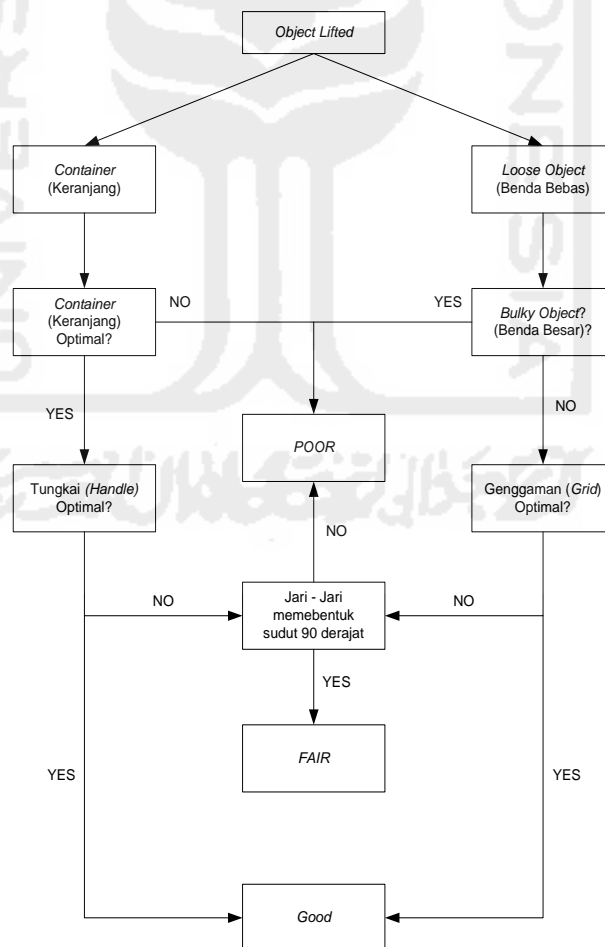 Object Lifted
Container
(Keranjang)
Loose Object
(Benda Bebas)
Container
(Keranjang)
Optimal?
NO
YES
Bulky Object?
(Benda Besar)?
YES
NO
POOR
Tungkai (Handle)
Optimal?
Genggaman (Grid)
Optimal?
NO
NO
Jari - Jari
memebentuk
sudut 90 derajat
NO
YES
FAIR
YES
YES
Good